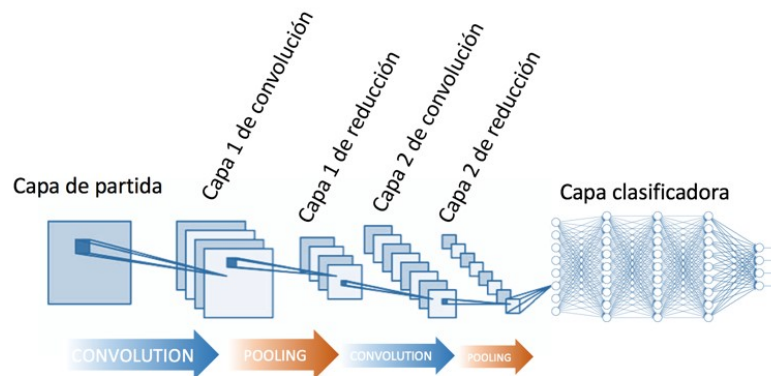 Capa de partida
Capa 1 de convolución
Capa 1 de reducción
Capa 2 de convolución
Capa 2 de reducción
Capa clasificadora
CONVOLUTION
POOLING
CONVOLUTION
POOLING